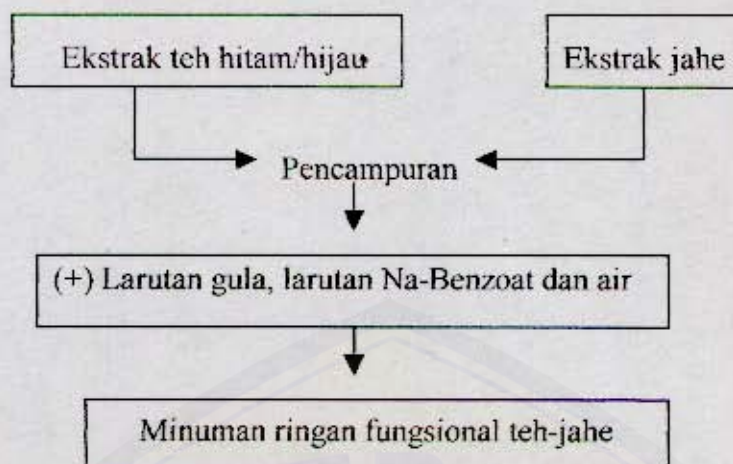 Ekstrak teh hitam/hijau
Ekstrak jahe
Pencampuran
(+) Larutan gula, larutan Na-Benzoat dan air
Minuman ringan fungsional teh-jahe